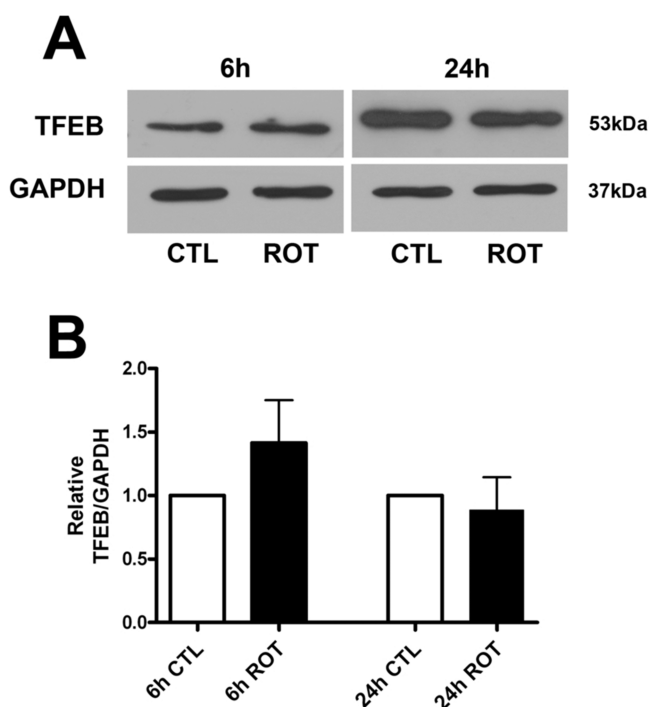 A
6h 24h
TFEB 53kDa
GAPDH 37kDa
CTL ROT CTL ROT
B
2.0
1.5
1.0
0.5
0.0
Relative
TFEB/GAPDH
6h CTL 6h ROT 24h CTL 24h ROT